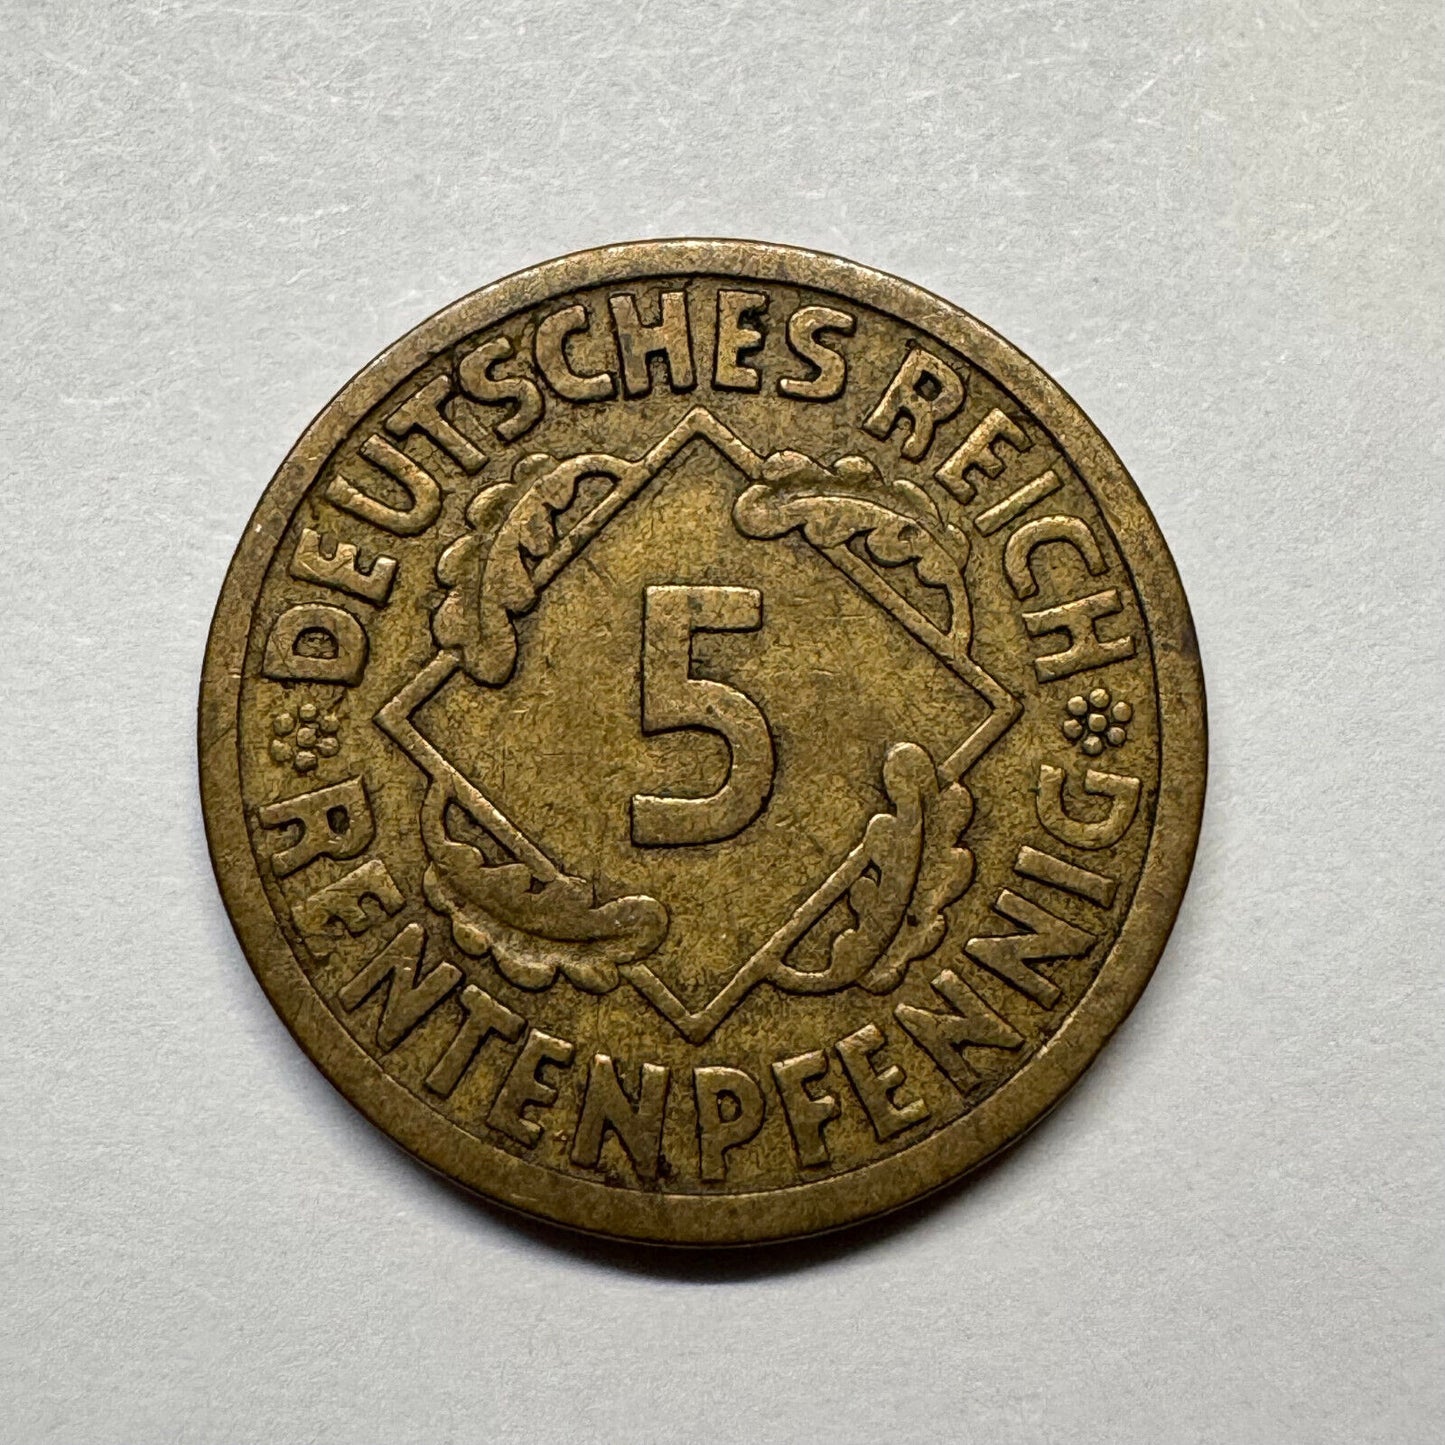 DEUTSCHES REICH
5
RENTENPFENNIG